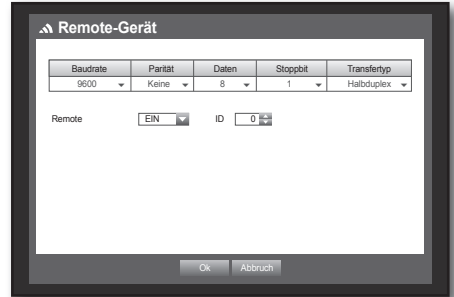 Remote-Gerät
Baudrate Parität Daten Stoppbit Transfertyp
9600 Keine 8 1 Halbduplex
Remote EIN ID 0
Ok Abbruch